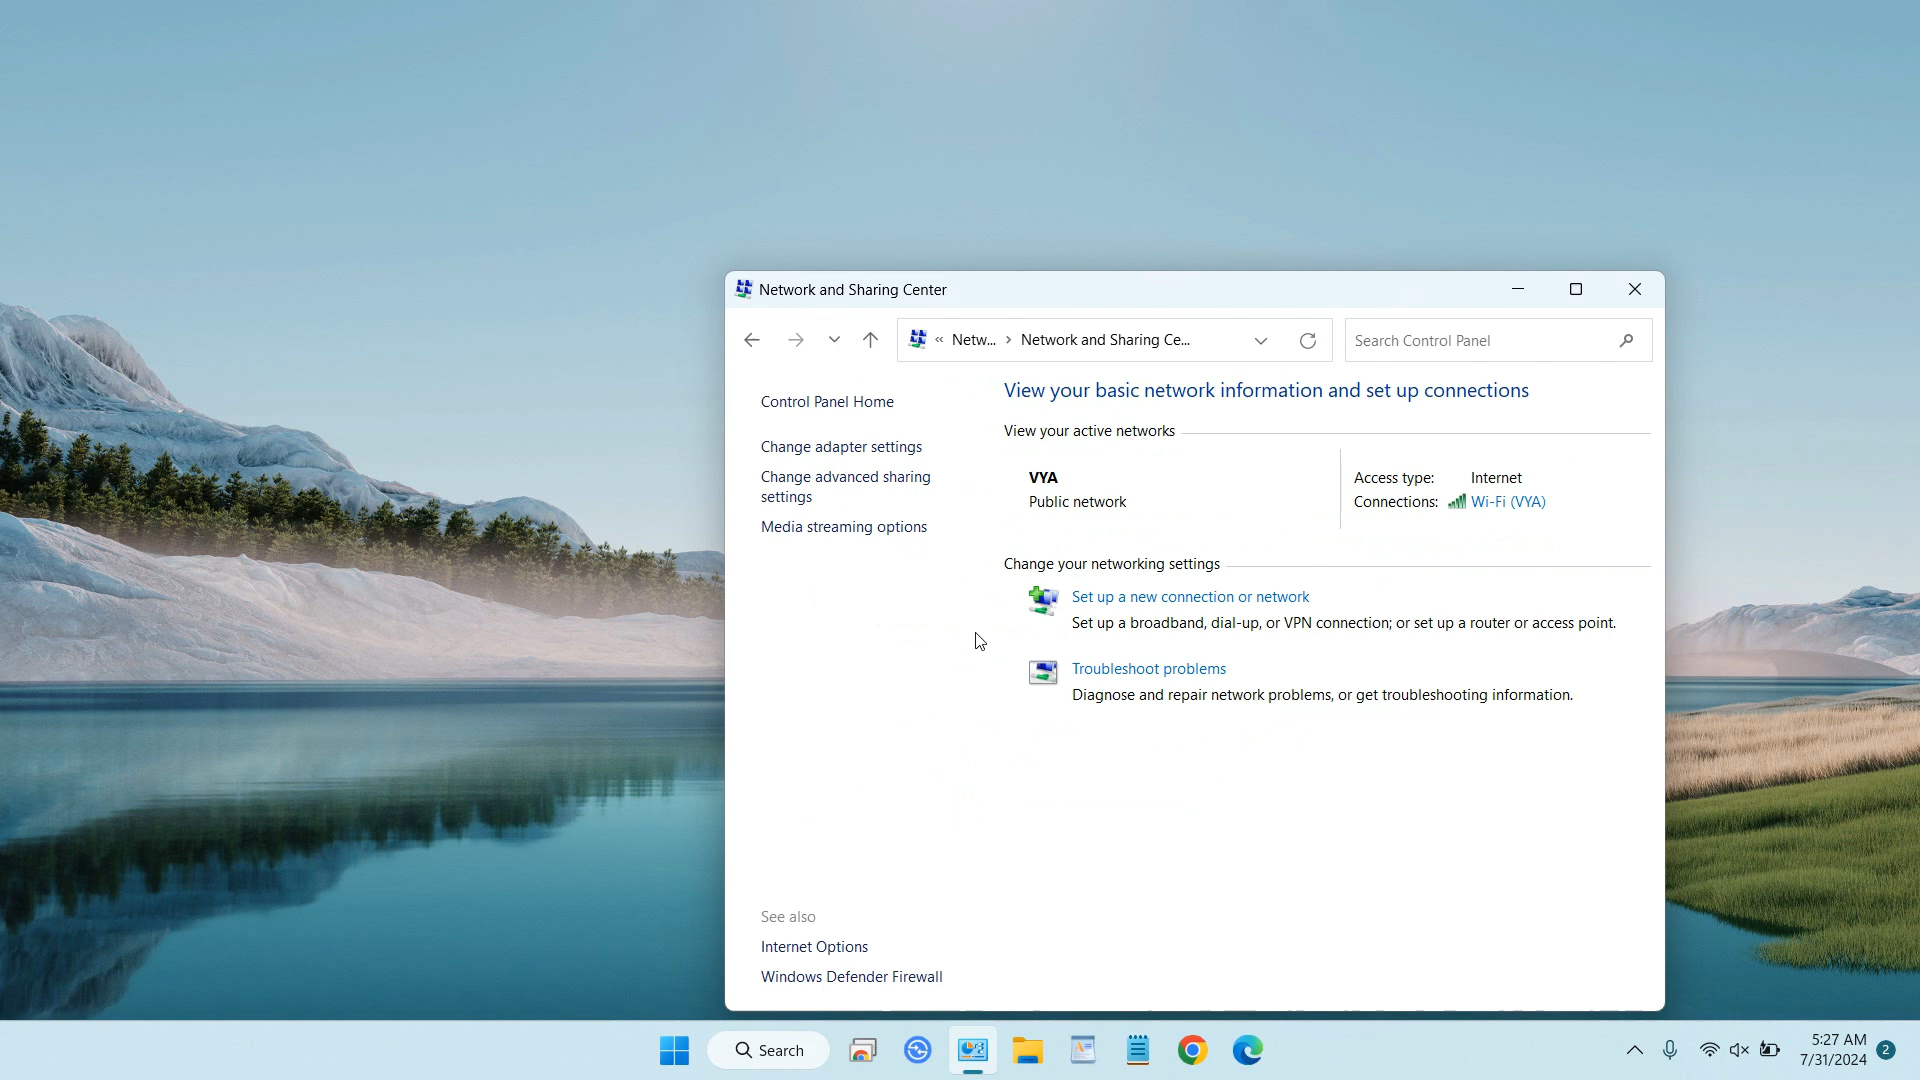 Network and Sharing Center
« Netw... › Network and Sharing Ce...
Search Control Panel
Control Panel Home
Change adapter settings
Change advanced sharing
settings
Media streaming options
See also
Internet Options
Windows Defender Firewall
View your basic network information and set up connections
View your active networks
VYA
Public network
Access type: Internet
Connections: Wi-Fi (VYA)
Change your networking settings
Set up a new connection or network
Set up a broadband, dial-up, or VPN connection; or set up a router or access point.
Troubleshoot problems
Diagnose and repair network problems, or get troubleshooting information.
Search
5:27 AM
7/31/2024
2